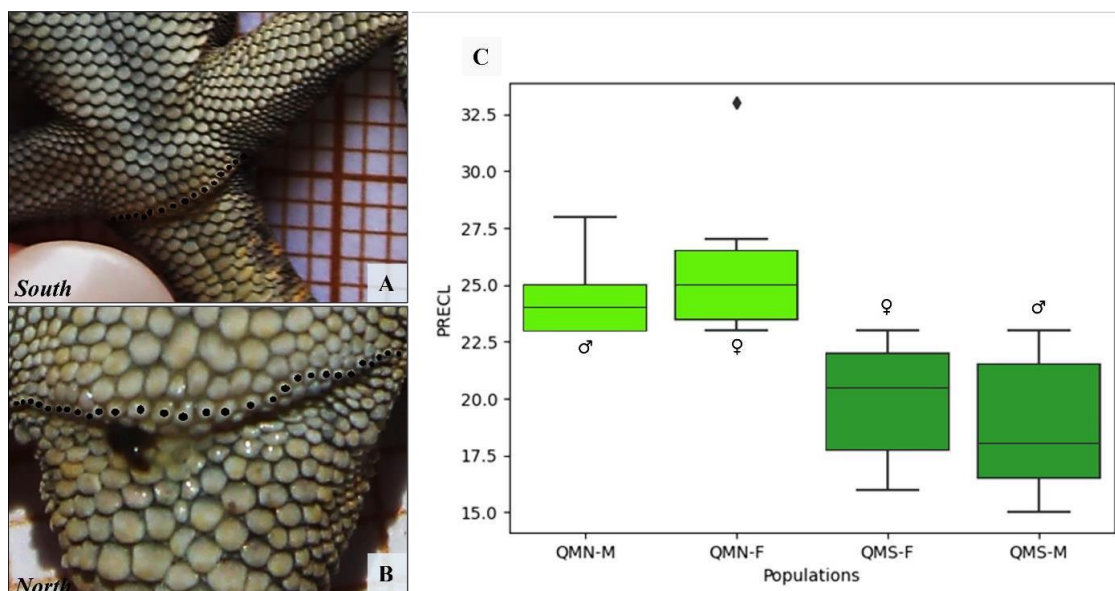 South
A
North
B
C
♂
♀
♀
♂
PRECL
32.5
30.0
27.5
25.0
22.5
20.0
17.5
15.0
QMN-M QMN-F QMS-F QMS-M
Populations